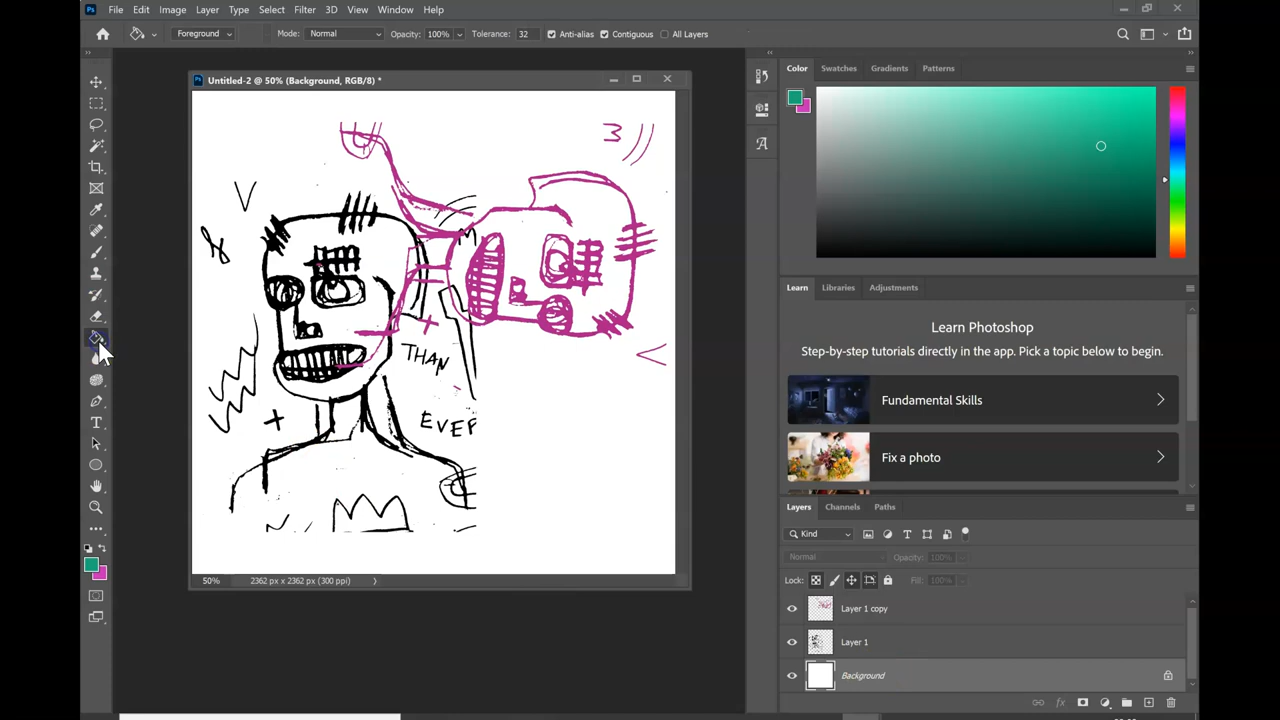 Ps File Edit Image Layer Type Select Filter 3D View Window Help
Foreground Mode: Normal Opacity: 100% Tolerance: 32 Anti-alias Contiguous All Layers
Untitled-2 @ 50% (Background, RGB/8) *
THAN
EVER
50% 2362 px x 2362 px (300 ppi)
Color Swatches Gradients Patterns
Learn Libraries Adjustments
Learn Photoshop
Step-by-step tutorials directly in the app. Pick a topic below to begin.
Fundamental Skills
Fix a photo
Layers Channels Paths
Kind
Normal Opacity: 100%
Lock: Fill: 100%
Layer 1 copy
Layer 1
Background